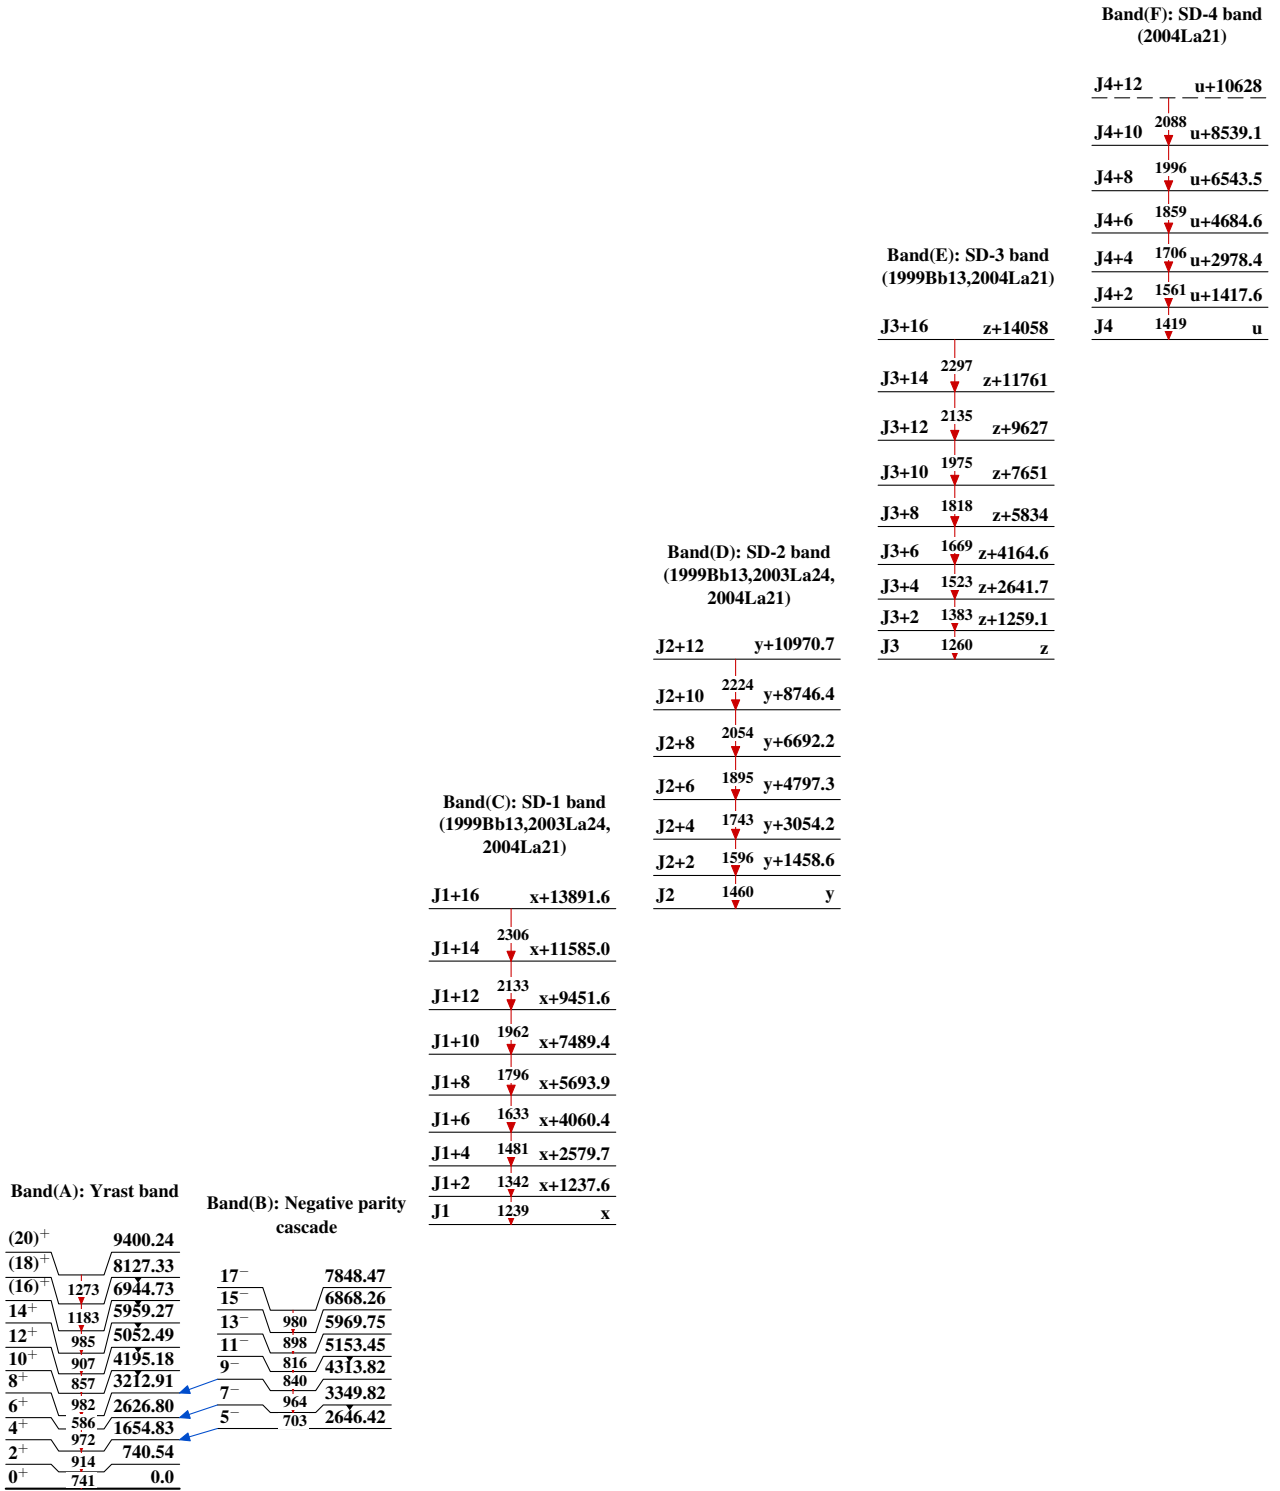 Band(A): Yrast band
(20)+ 9400.24
(18)+ 8127.33
1273
(16)+ 6944.73
1183
14+ 5959.27
985
12+ 5052.49
907
10+ 4195.18
857
8+ 3212.91
982
6+ 2626.80
586
4+ 1654.83
972
2+ 740.54
914
0+ 0.0
741
Band(B): Negative parity
cascade
17− 7848.47
15− 6868.26
980
13− 5969.75
898
11− 5153.45
816
9− 4313.82
840
7− 3349.82
964
5− 2646.42
703
Band(C): SD-1 band
(1999Bb13,2003La24,
2004La21)
J1+16 x+13891.6
2306
J1+14 x+11585.0
2133
J1+12 x+9451.6
1962
J1+10 x+7489.4
1796
J1+8 x+5693.9
1633
J1+6 x+4060.4
1481
J1+4 x+2579.7
1342
J1+2 x+1237.6
1239
J1 x
Band(D): SD-2 band
(1999Bb13,2003La24,
2004La21)
J2+12 y+10970.7
2224
J2+10 y+8746.4
2054
J2+8 y+6692.2
1895
J2+6 y+4797.3
1743
J2+4 y+3054.2
1596
J2+2 y+1458.6
1460
J2 y
Band(E): SD-3 band
(1999Bb13,2004La21)
J3+16 z+14058
2297
J3+14 z+11761
2135
J3+12 z+9627
1975
J3+10 z+7651
1818
J3+8 z+5834
1669
J3+6 z+4164.6
1523
J3+4 z+2641.7
1383
J3+2 z+1259.1
1260
J3 z
Band(F): SD-4 band
(2004La21)
J4+12 u+10628
2088
J4+10 u+8539.1
1996
J4+8 u+6543.5
1859
J4+6 u+4684.6
1706
J4+4 u+2978.4
1561
J4+2 u+1417.6
1419
J4 u